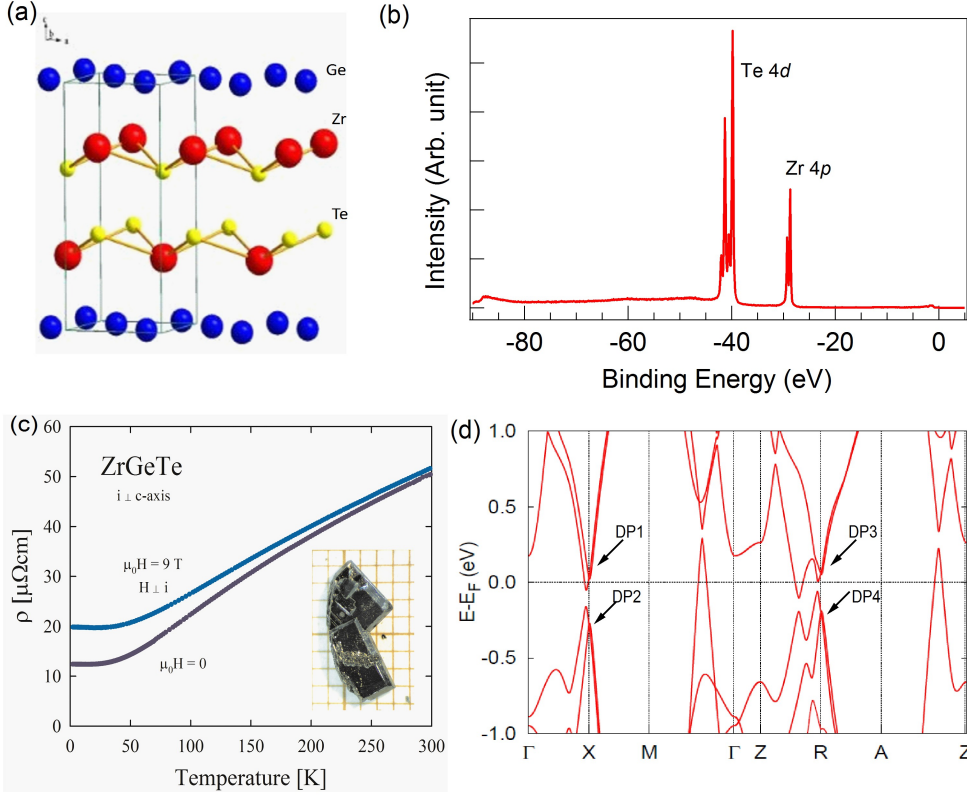 (a)
c
b
a
Ge
Zr
Te
(b)
Intensity (Arb. unit)
Te 4d
Zr 4p
-80
-60
-40
-20
0
Binding Energy (eV)
(c)
60
50
40
30
20
10
0
ρ [μΩcm]
ZrGeTe
i ⊥ c-axis
μ₀H = 9 T
H ⊥ i
μ₀H = 0
0 50 100 150 200 250 300
Temperature [K]
(d)
1.0
0.5
0.0
-0.5
-1.0
E-E_F (eV)
DP1
DP2
DP3
DP4
Γ X M Γ Z R A Z